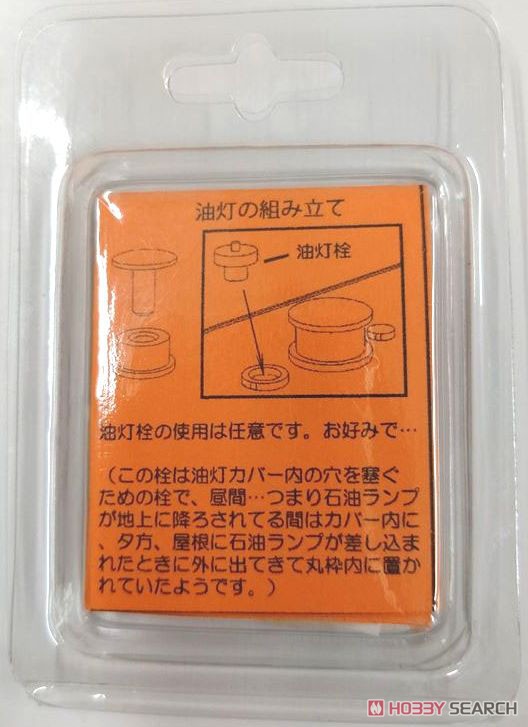 油灯の組み立て
油灯栓
油灯栓の使用は任意です。お好みで…
（この栓は油灯カバー内の穴を塞ぐ
ための栓で、昼間…つまり石油ランプ
が地上に降ろされてる間はカバー内に
、夕方、屋根に石油ランプが差し込ま
れたときに外に出てきて丸枠内に置か
れていたようです。）
HOBBY SEARCH